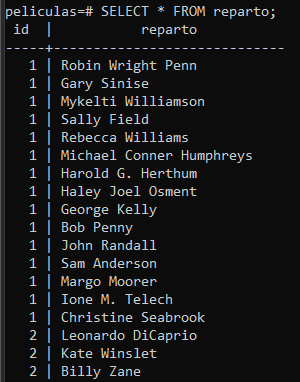 peliculas=# SELECT * FROM reparto;
 id |           reparto
----+-----------------------------
  1 | Robin Wright Penn
  1 | Gary Sinise
  1 | Mykelti Williamson
  1 | Sally Field
  1 | Rebecca Williams
  1 | Michael Conner Humphreys
  1 | Harold G. Herthum
  1 | Haley Joel Osment
  1 | George Kelly
  1 | Bob Penny
  1 | John Randall
  1 | Sam Anderson
  1 | Margo Moorer
  1 | Ione M. Telech
  1 | Christine Seabrook
  2 | Leonardo DiCaprio
  2 | Kate Winslet
  2 | Billy Zane